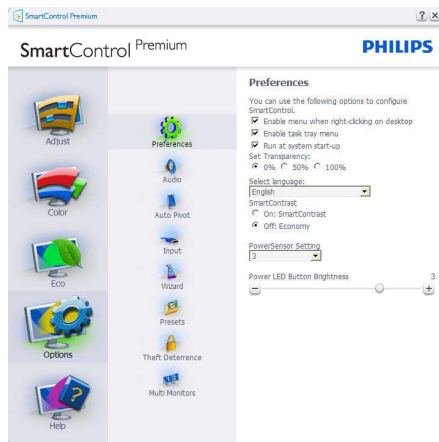 SmartControl Premium
SmartControl Premium
PHILIPS
Adjust
Color
Eco
Options
Help
Preferences
Audio
Auto Pivot
Input
Wizard
Presets
Theft Deterrence
Multi Monitors
Preferences
You can use the following options to configure
SmartControl.
Enable menu when right-clicking on desktop
Enable task tray menu
Run at system start-up
Set Transparency:
0% 50% 100%
Select language:
English
SmartContrast
On: SmartContrast
Off: Economy
PowerSensor Setting
3
Power LED Button Brightness 3